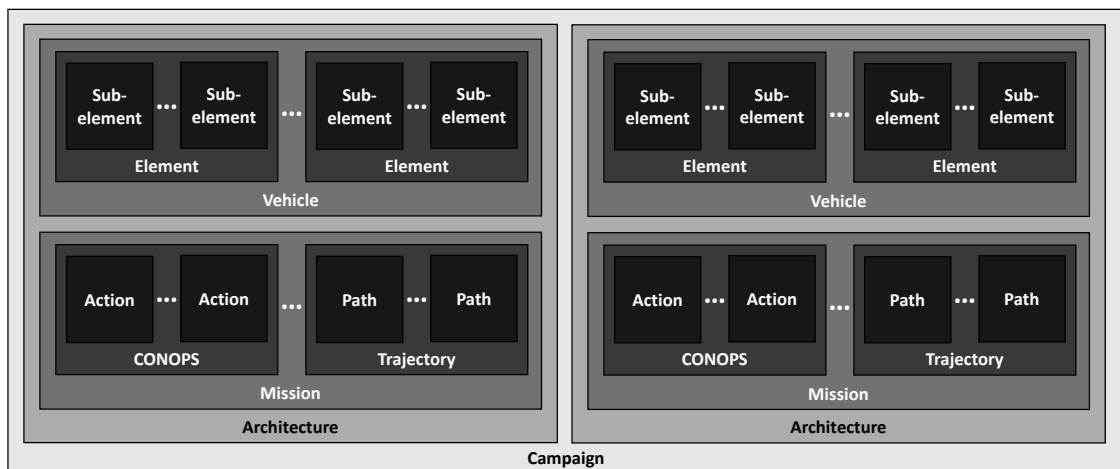 Sub-
element
...
Sub-
element
...
Sub-
element
...
Sub-
element
Element
Element
Vehicle
Action
...
Action
...
Path
...
Path
CONOPS
Trajectory
Mission
Architecture
Sub-
element
...
Sub-
element
...
Sub-
element
...
Sub-
element
Element
Element
Vehicle
Action
...
Action
...
Path
...
Path
CONOPS
Trajectory
Mission
Architecture
Campaign